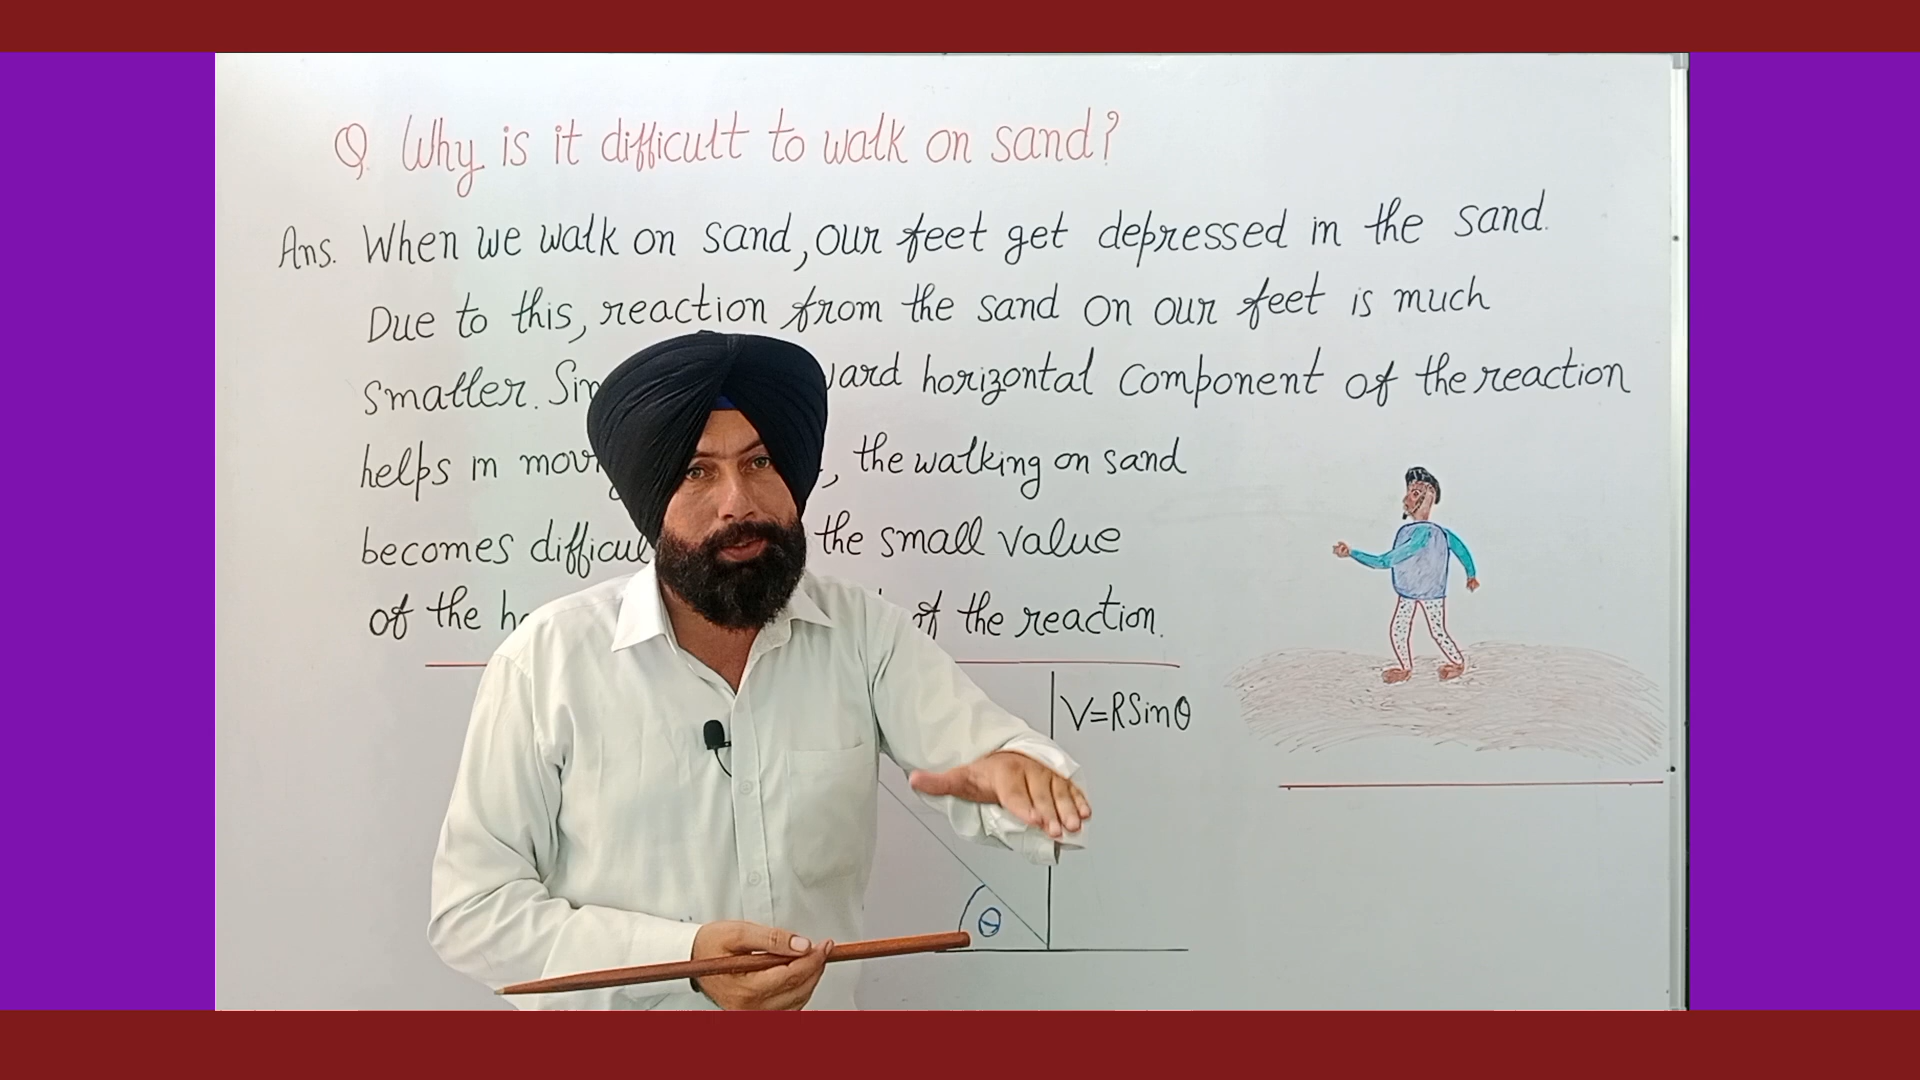 Q. Why is it difficult to walk on sand?
Ans. When we walk on sand, our feet get depressed in the sand.
Due to this, reaction from the sand on our feet is much
smaller. horizontal component of the reaction
helps in , the walking on sand
becomes the small value
of the of the reaction.
V=RSinθ
θ